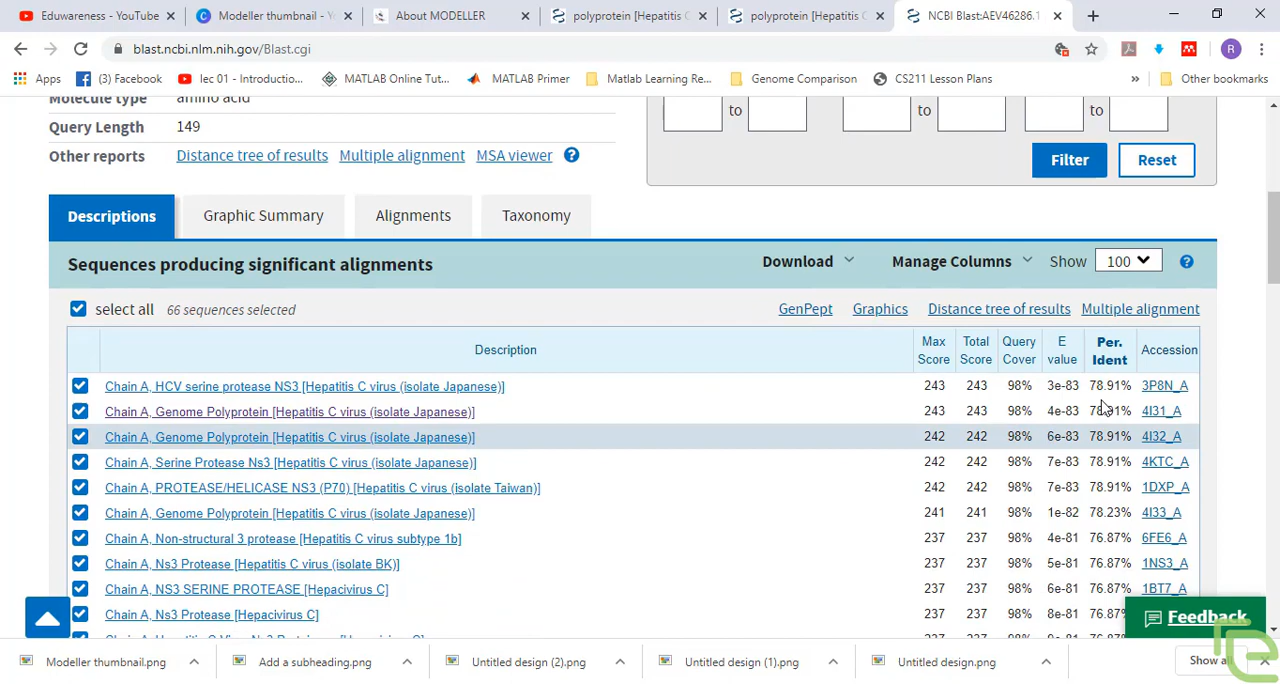 Eduwareness - YouTube
Modeller thumbnail - Yo
About MODELLER
polyprotein [Hepatitis C
polyprotein [Hepatitis C
NCBI Blast:AEV46286.1
blast.ncbi.nlm.nih.gov/Blast.cgi
R
Apps
(3) Facebook
lec 01 - Introductio...
MATLAB Online Tut...
MATLAB Primer
Matlab Learning Re...
Genome Comparison
CS211 Lesson Plans
»
Other bookmarks
Molecule type amino acid
to to to
Query Length 149
Other reports Distance tree of results Multiple alignment MSA viewer ?
Filter Reset
Descriptions Graphic Summary Alignments Taxonomy
Sequences producing significant alignments Download Manage Columns Show 100 ?
select all 66 sequences selected GenPept Graphics Distance tree of results Multiple alignment
Description Max Score Total Score Query Cover E value Per. Ident Accession
Chain A, HCV serine protease NS3 [Hepatitis C virus (isolate Japanese)] 243 243 98% 3e-83 78.91% 3P8N_A
Chain A, Genome Polyprotein [Hepatitis C virus (isolate Japanese)] 243 243 98% 4e-83 78.91% 4I31_A
Chain A, Genome Polyprotein [Hepatitis C virus (isolate Japanese)] 242 242 98% 6e-83 78.91% 4I32_A
Chain A, Serine Protease Ns3 [Hepatitis C virus (isolate Japanese)] 242 242 98% 7e-83 78.91% 4KTC_A
Chain A, PROTEASE/HELICASE NS3 (P70) [Hepatitis C virus (isolate Taiwan)] 242 242 98% 7e-83 78.91% 1DXP_A
Chain A, Genome Polyprotein [Hepatitis C virus (isolate Japanese)] 241 241 98% 1e-82 78.23% 4I33_A
Chain A, Non-structural 3 protease [Hepatitis C virus subtype 1b] 237 237 98% 4e-81 76.87% 6FE6_A
Chain A, Ns3 Protease [Hepatitis C virus (isolate BK)] 237 237 98% 5e-81 76.87% 1NS3_A
Chain A, NS3 SERINE PROTEASE [Hepacivirus C] 237 237 98% 6e-81 76.87% 1BT7_A
Chain A, Ns3 Protease [Hepacivirus C] 237 237 98% 8e-81 76.87%
Feedback
Modeller thumbnail.png
Add a subheading.png
Untitled design (2).png
Untitled design (1).png
Untitled design.png
Show all